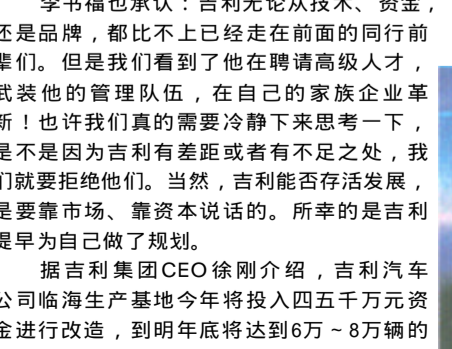 李书福也承认：吉利无论从技术、资金，
还是品牌，都比不上已经走在前面的同行前
辈们。但是我们看到了他在聘请高级人才，
武装他的管理队伍，在自己的家族企业革
新！也许我们真的需要冷静下来思考一下，
是不是因为吉利有差距或者有不足之处，我
们就要拒绝他们。当然，吉利能否存活发展，
是要靠市场、靠资本说话的。所幸的是吉利
提早为自己做了规划。
据吉利集团CEO徐刚介绍，吉利汽车
公司临海生产基地今年将投入四五千万元资
金进行改造，到明年底将达到6万～8万辆的